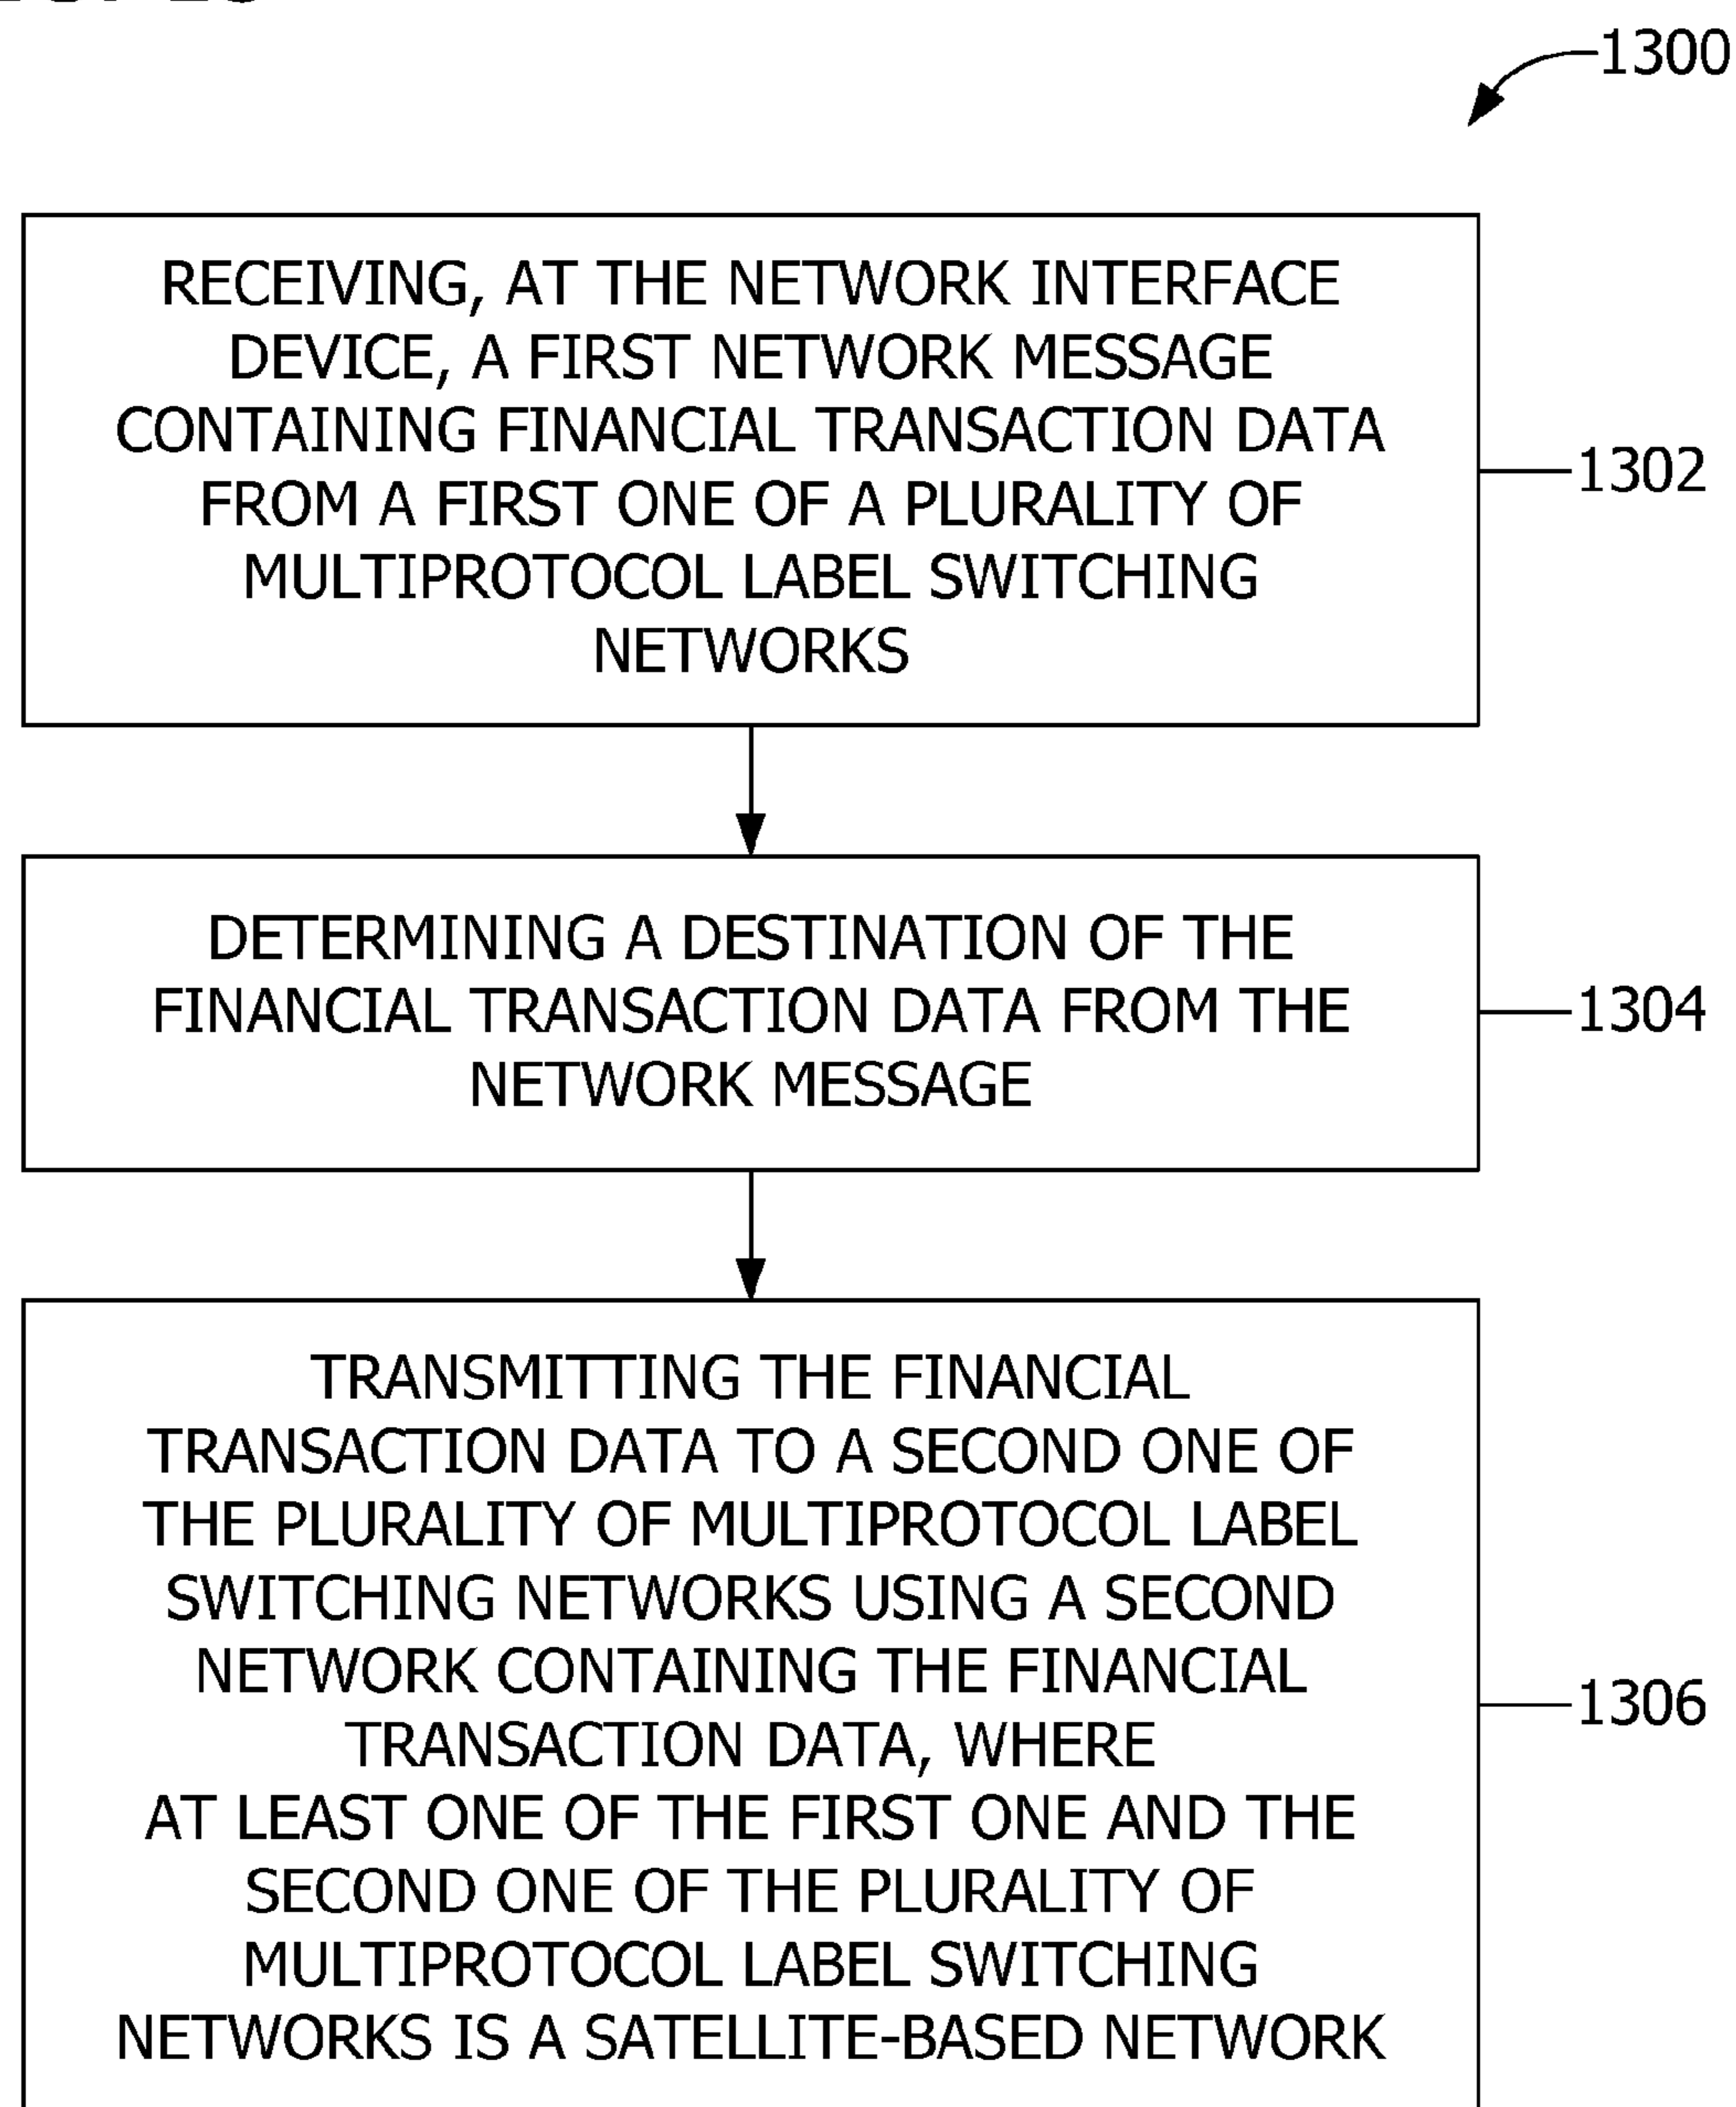 1300
RECEIVING, AT THE NETWORK INTERFACE
DEVICE, A FIRST NETWORK MESSAGE
CONTAINING FINANCIAL TRANSACTION DATA
FROM A FIRST ONE OF A PLURALITY OF
MULTIPROTOCOL LABEL SWITCHING
NETWORKS
1302
DETERMINING A DESTINATION OF THE
FINANCIAL TRANSACTION DATA FROM THE
NETWORK MESSAGE
1304
TRANSMITTING THE FINANCIAL
TRANSACTION DATA TO A SECOND ONE OF
THE PLURALITY OF MULTIPROTOCOL LABEL
SWITCHING NETWORKS USING A SECOND
NETWORK CONTAINING THE FINANCIAL
TRANSACTION DATA, WHERE
AT LEAST ONE OF THE FIRST ONE AND THE
SECOND ONE OF THE PLURALITY OF
MULTIPROTOCOL LABEL SWITCHING
NETWORKS IS A SATELLITE-BASED NETWORK
1306